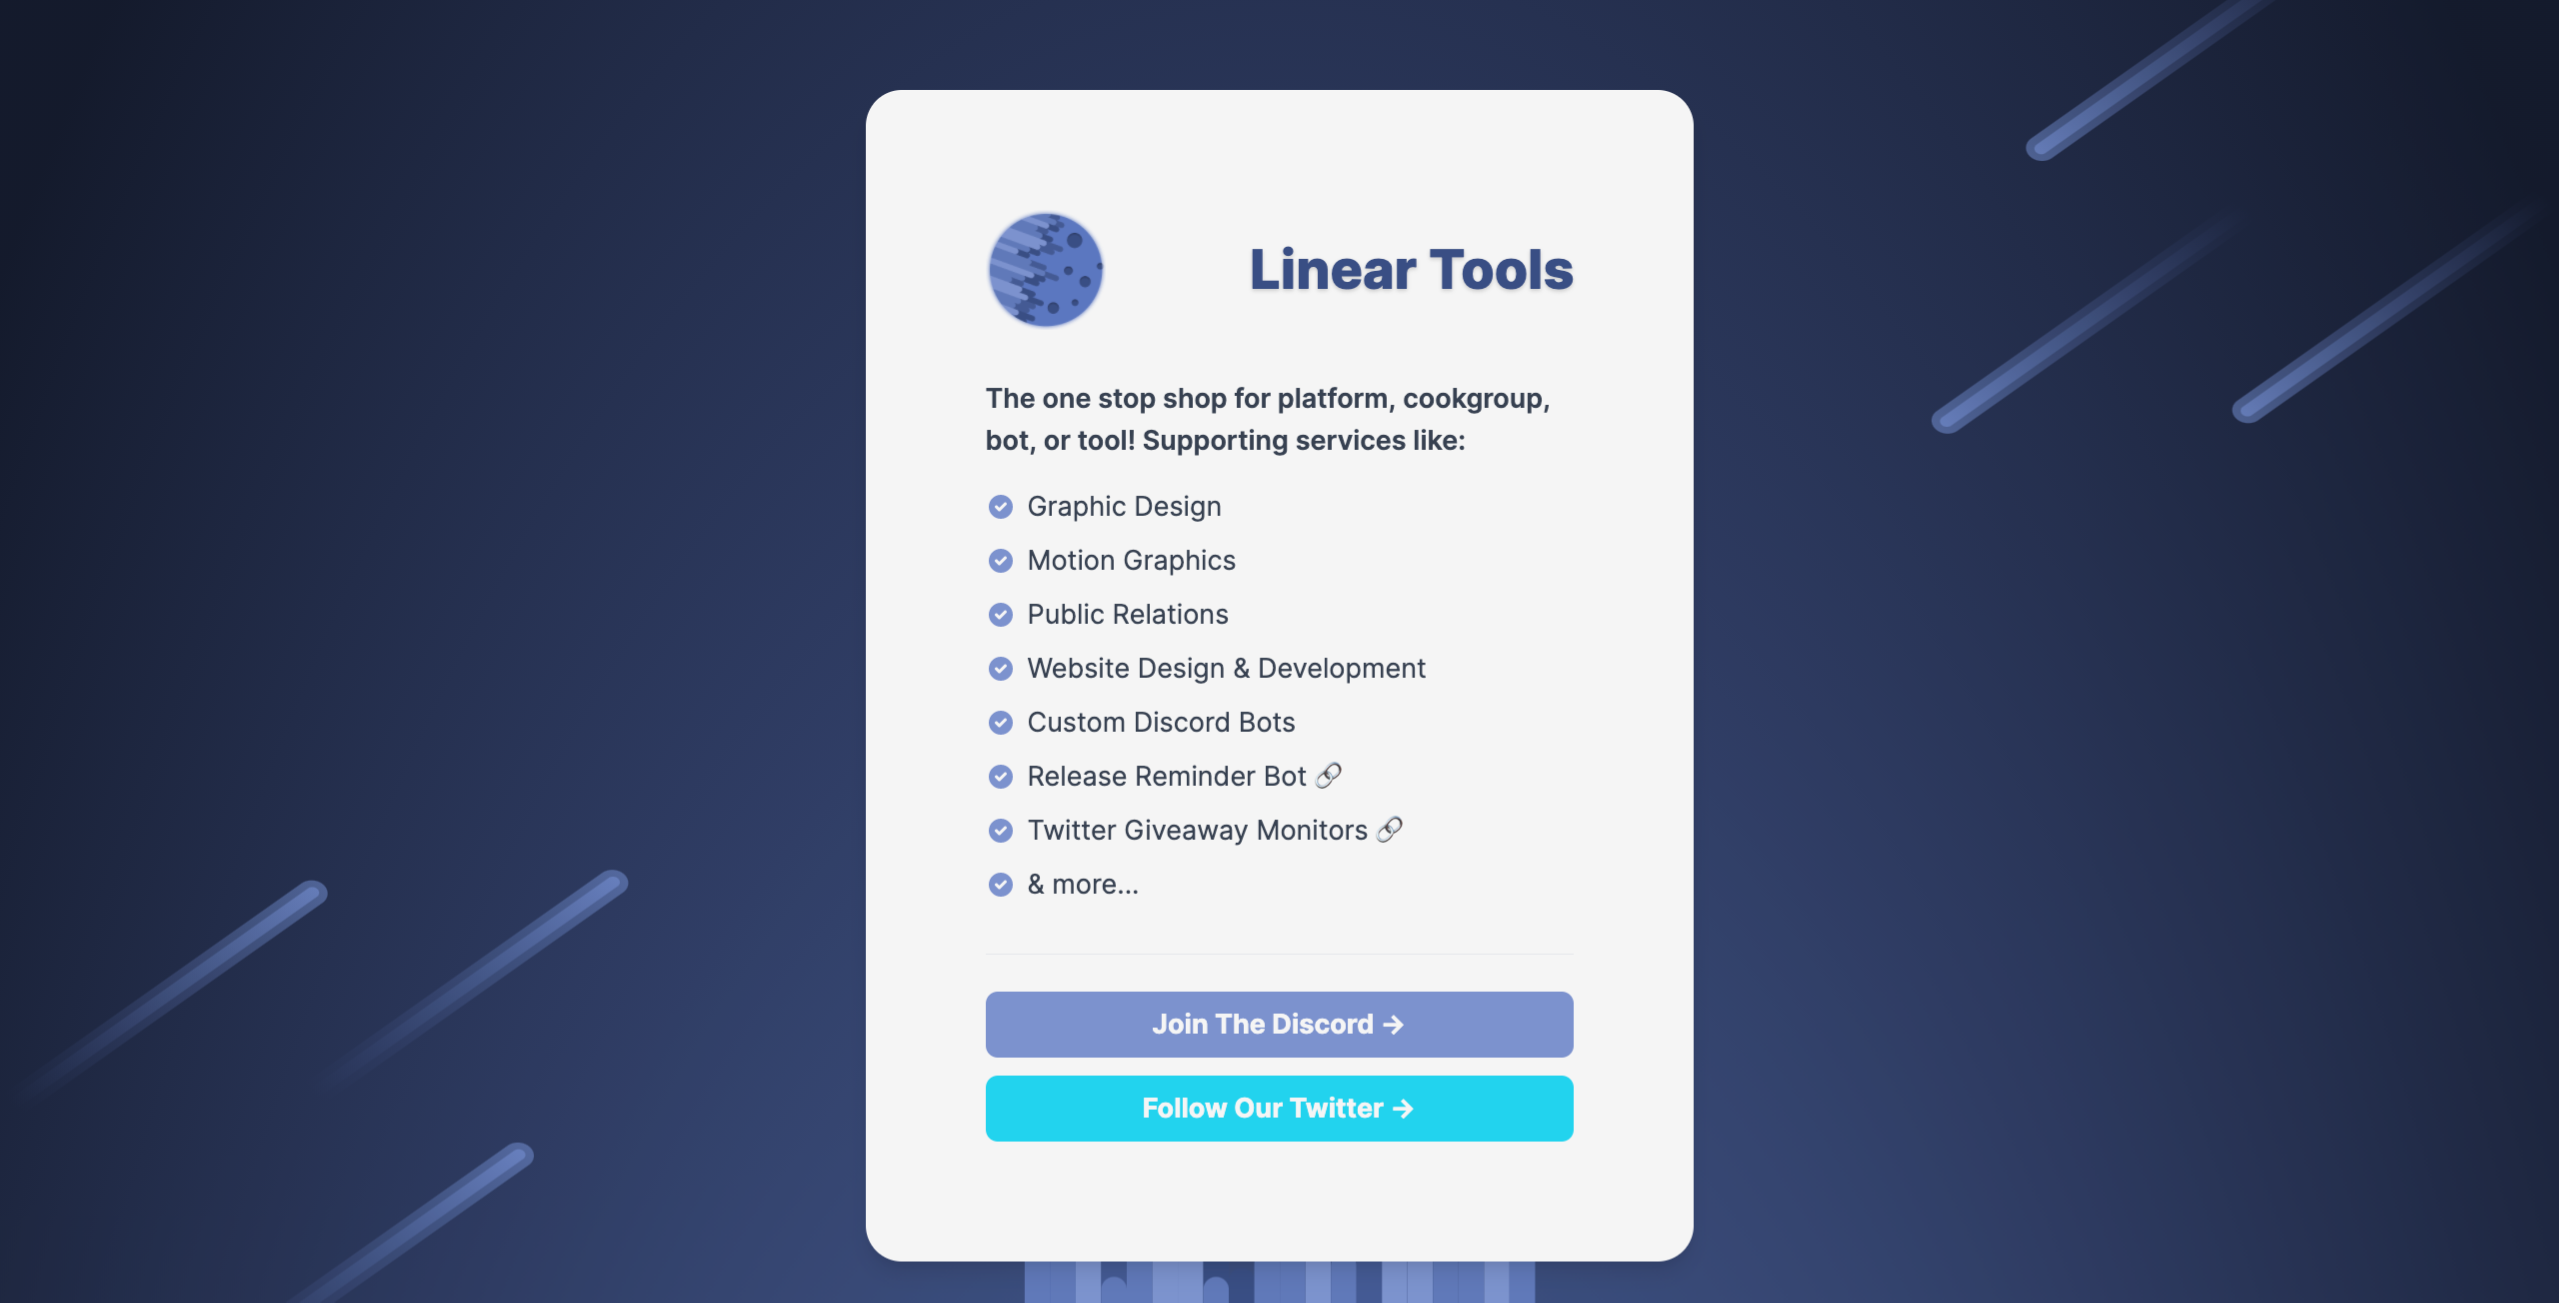 Linear Tools
The one stop shop for platform, cookgroup,
bot, or tool! Supporting services like:
Graphic Design
Motion Graphics
Public Relations
Website Design & Development
Custom Discord Bots
Release Reminder Bot 🔗
Twitter Giveaway Monitors 🔗
& more...
Join The Discord →
Follow Our Twitter →